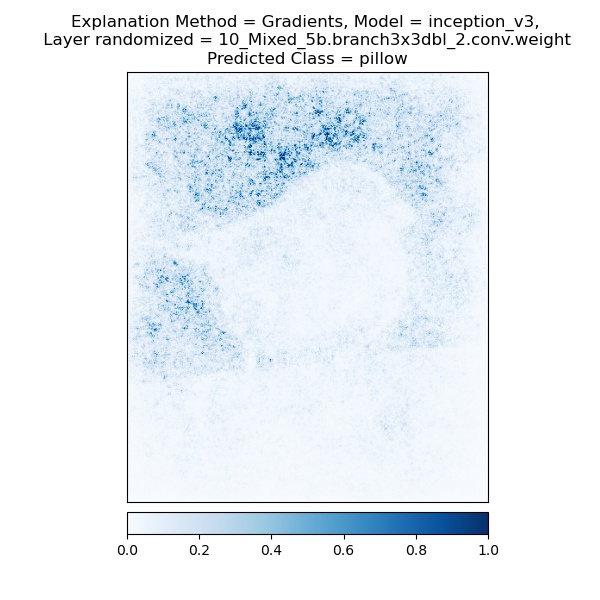 Explanation Method = Gradients, Model = inception_v3,
Layer randomized = 10_Mixed_5b.branch3x3dbl_2.conv.weight
Predicted Class = pillow
0.0 0.2 0.4 0.6 0.8 1.0